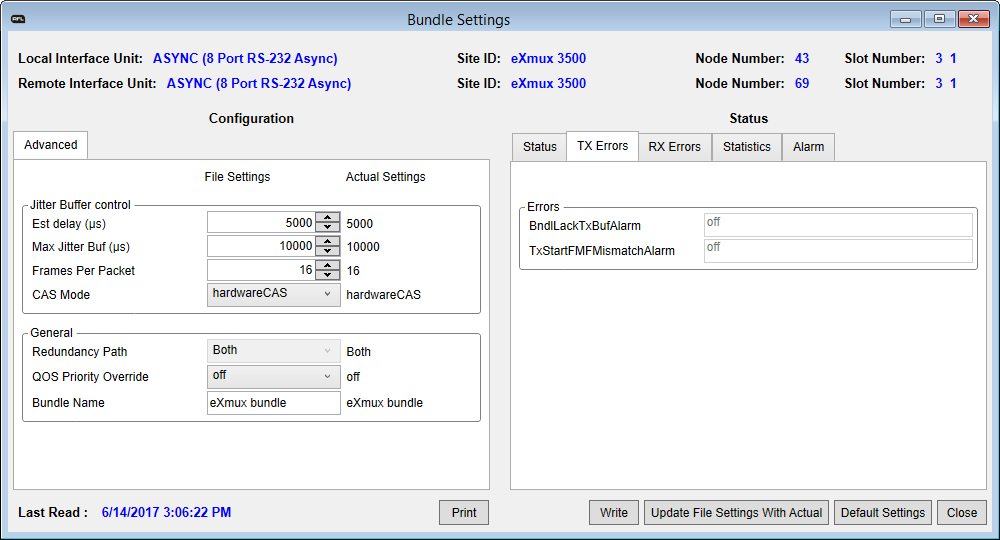 RFL
Bundle Settings
Local Interface Unit: ASYNC (8 Port RS-232 Async) Site ID: eXmux 3500 Node Number: 43 Slot Number: 3 1
Remote Interface Unit: ASYNC (8 Port RS-232 Async) Site ID: eXmux 3500 Node Number: 69 Slot Number: 3 1
Configuration
Advanced
File Settings Actual Settings
Jitter Buffer control
Est delay (µs) 5000 5000
Max Jitter Buf (µs) 10000 10000
Frames Per Packet 16 16
CAS Mode hardwareCAS hardwareCAS
General
Redundancy Path Both Both
QOS Priority Override off off
Bundle Name eXmux bundle eXmux bundle
Status
Status TX Errors RX Errors Statistics Alarm
Errors
BndlLackTxBufAlarm off
TxStartFMFMismatchAlarm off
Last Read : 6/14/2017 3:06:22 PM Print Write Update File Settings With Actual Default Settings Close